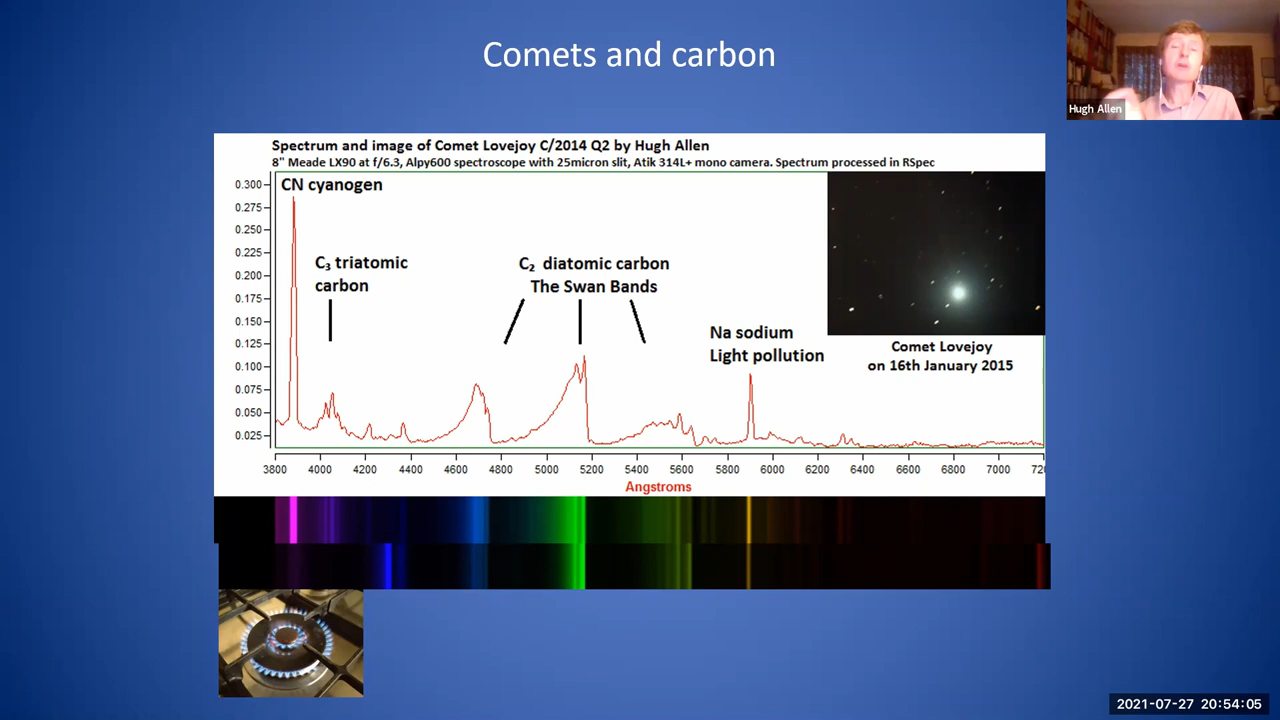 Comets and carbon
Hugh Allen
Spectrum and image of Comet Lovejoy C/2014 Q2 by Hugh Allen
8" Meade LX90 at f/6.3, Alpy600 spectroscope with 25micron slit, Atik 314L+ mono camera. Spectrum processed in RSpec
CN cyanogen
C₃ triatomic
carbon
C₂ diatomic carbon
The Swan Bands
Na sodium
Light pollution
Comet Lovejoy
on 16th January 2015
0.300
0.275
0.250
0.225
0.200
0.175
0.150
0.125
0.100
0.075
0.050
0.025
3800 4000 4200 4400 4600 4800 5000 5200 5400 5600 5800 6000 6200 6400 6600 6800 7000 720
Angstroms
2021-07-27 20:54:05